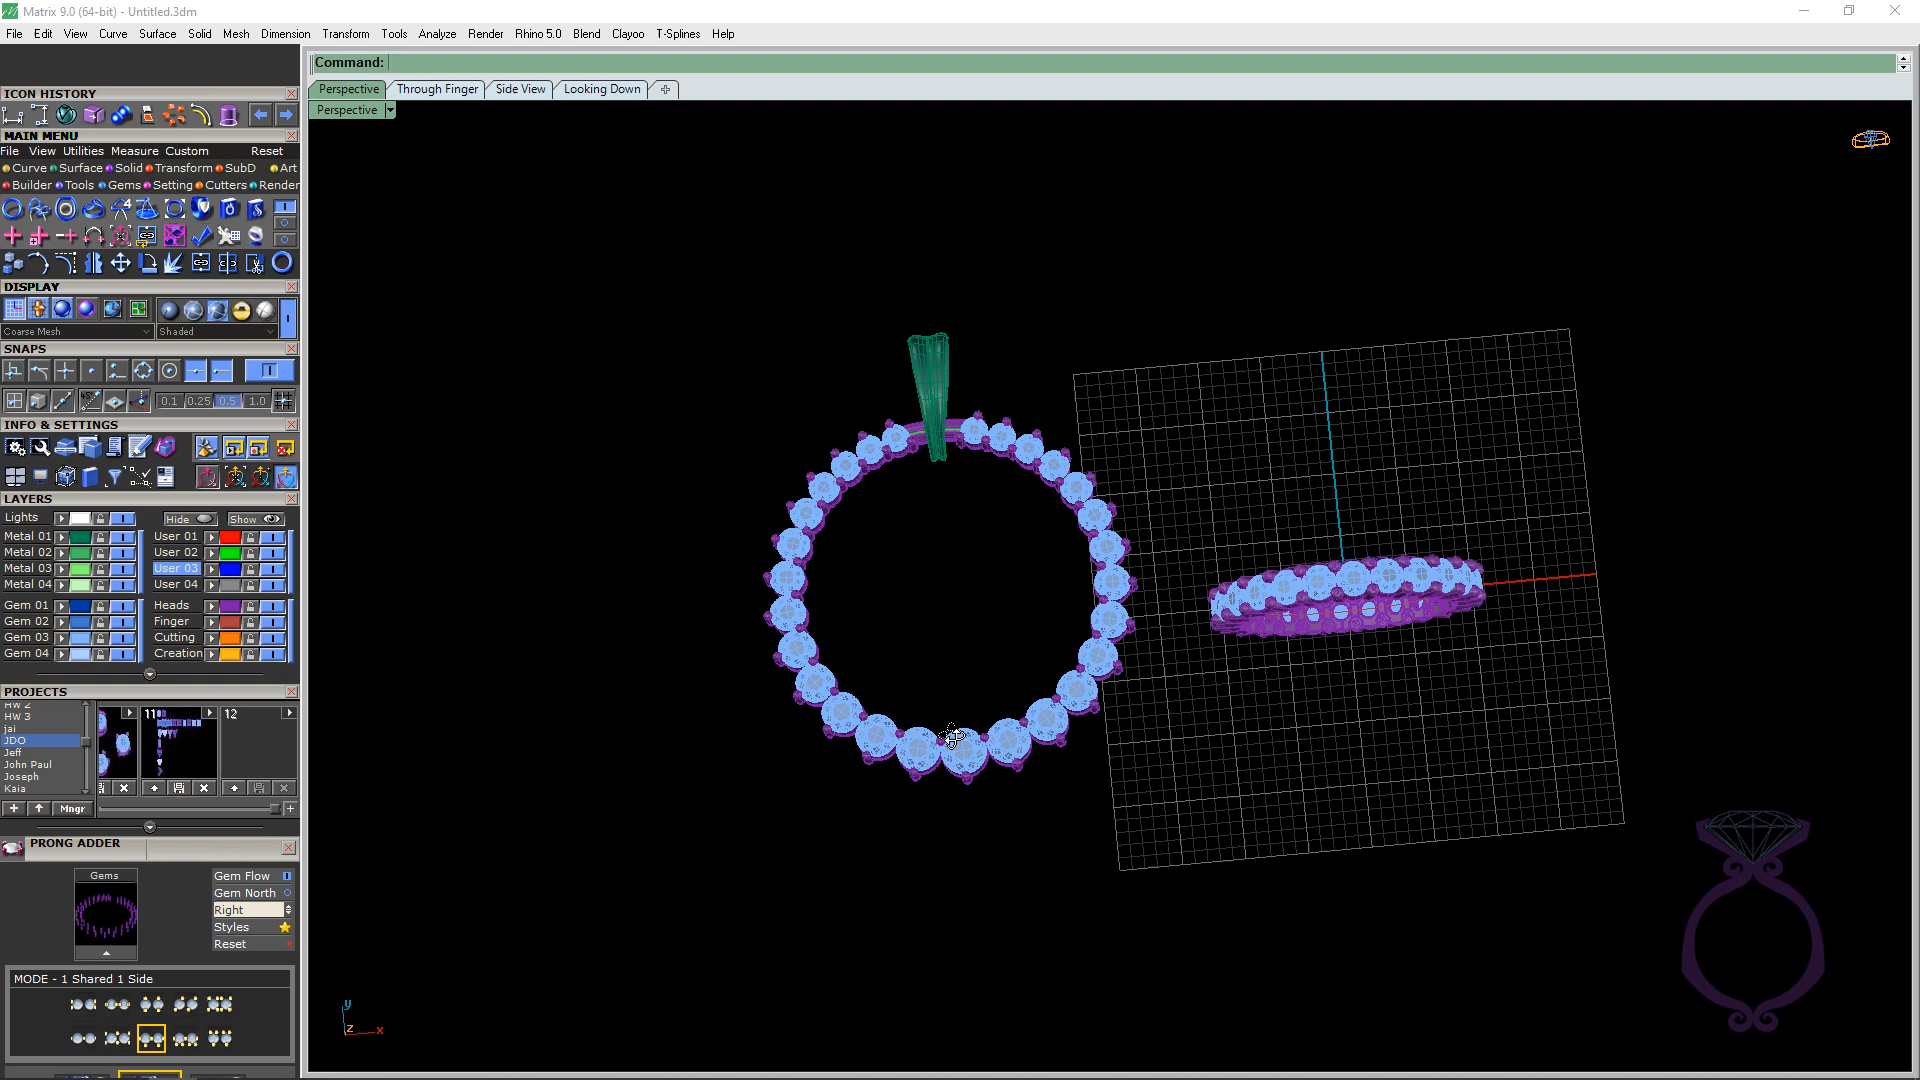 Matrix 9.0 (64-bit) - Untitled.3dm
File Edit View Curve Surface Solid Mesh Dimension Transform Tools Analyze Render Rhino 5.0 Blend Clayoo T-Splines Help
Command:
Perspective Through Finger Side View Looking Down
Perspective
ICON HISTORY
MAIN MENU
File View Utilities Measure Custom Reset
Curve Surface Solid Transform SubD Art
Builder Tools Gems Setting Cutters Render
DISPLAY
Coarse Mesh Shaded
SNAPS
0.1 0.25 0.5 1.0
INFO & SETTINGS
LAYERS
Lights Hide Show
Metal 01 User 01
Metal 02 User 02
Metal 03 User 03
Metal 04 User 04
Gem 01 Heads
Gem 02 Finger
Gem 03 Cutting
Gem 04 Creation
PROJECTS
HW 2
HW 3
jai
JDO
Jeff
John Paul
Joseph
Kaia
11 12
Mngr
PRONG ADDER
Gems
Gem Flow
Gem North
Right
Styles
Reset
MODE - 1 Shared 1 Side
y
z x